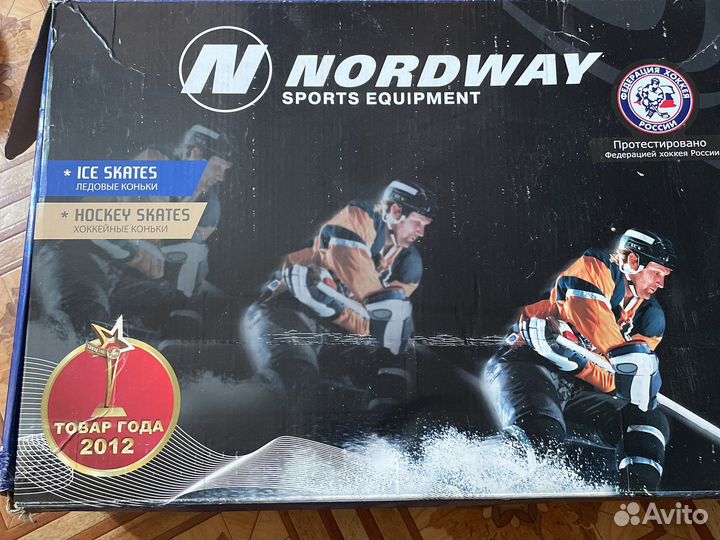 N NORDWAY
SPORTS EQUIPMENT
ФЕДЕРАЦИЯ ХОККЕЯ
РОССИИ
Протестировано
Федерацией хоккея России
* ICE SKATES
ЛЕДОВЫЕ КОНЬКИ
* HOCKEY SKATES
ХОККЕЙНЫЕ КОНЬКИ
ТОВАР ГОДА
2012
Avito